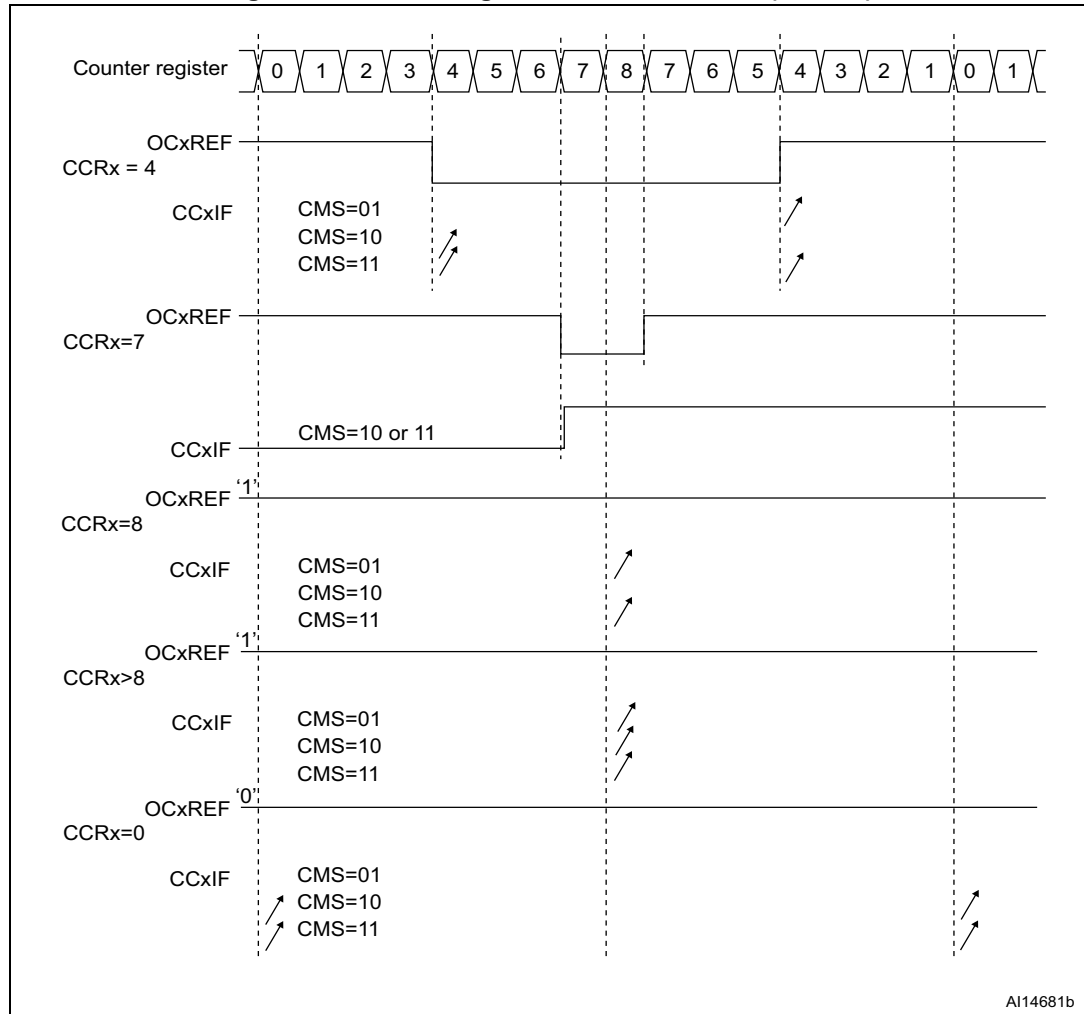 Counter register 0 1 2 3 4 5 6 7 8 7 6 5 4 3 2 1 0 1
OCxREF
CCRx = 4
CCxIF CMS=01
CMS=10
CMS=11
OCxREF
CCRx=7
CMS=10 or 11
CCxIF
OCxREF '1'
CCRx=8
CCxIF CMS=01
CMS=10
CMS=11
OCxREF '1'
CCRx>8
CCxIF CMS=01
CMS=10
CMS=11
OCxREF '0'
CCRx=0
CCxIF CMS=01
CMS=10
CMS=11
AI14681b